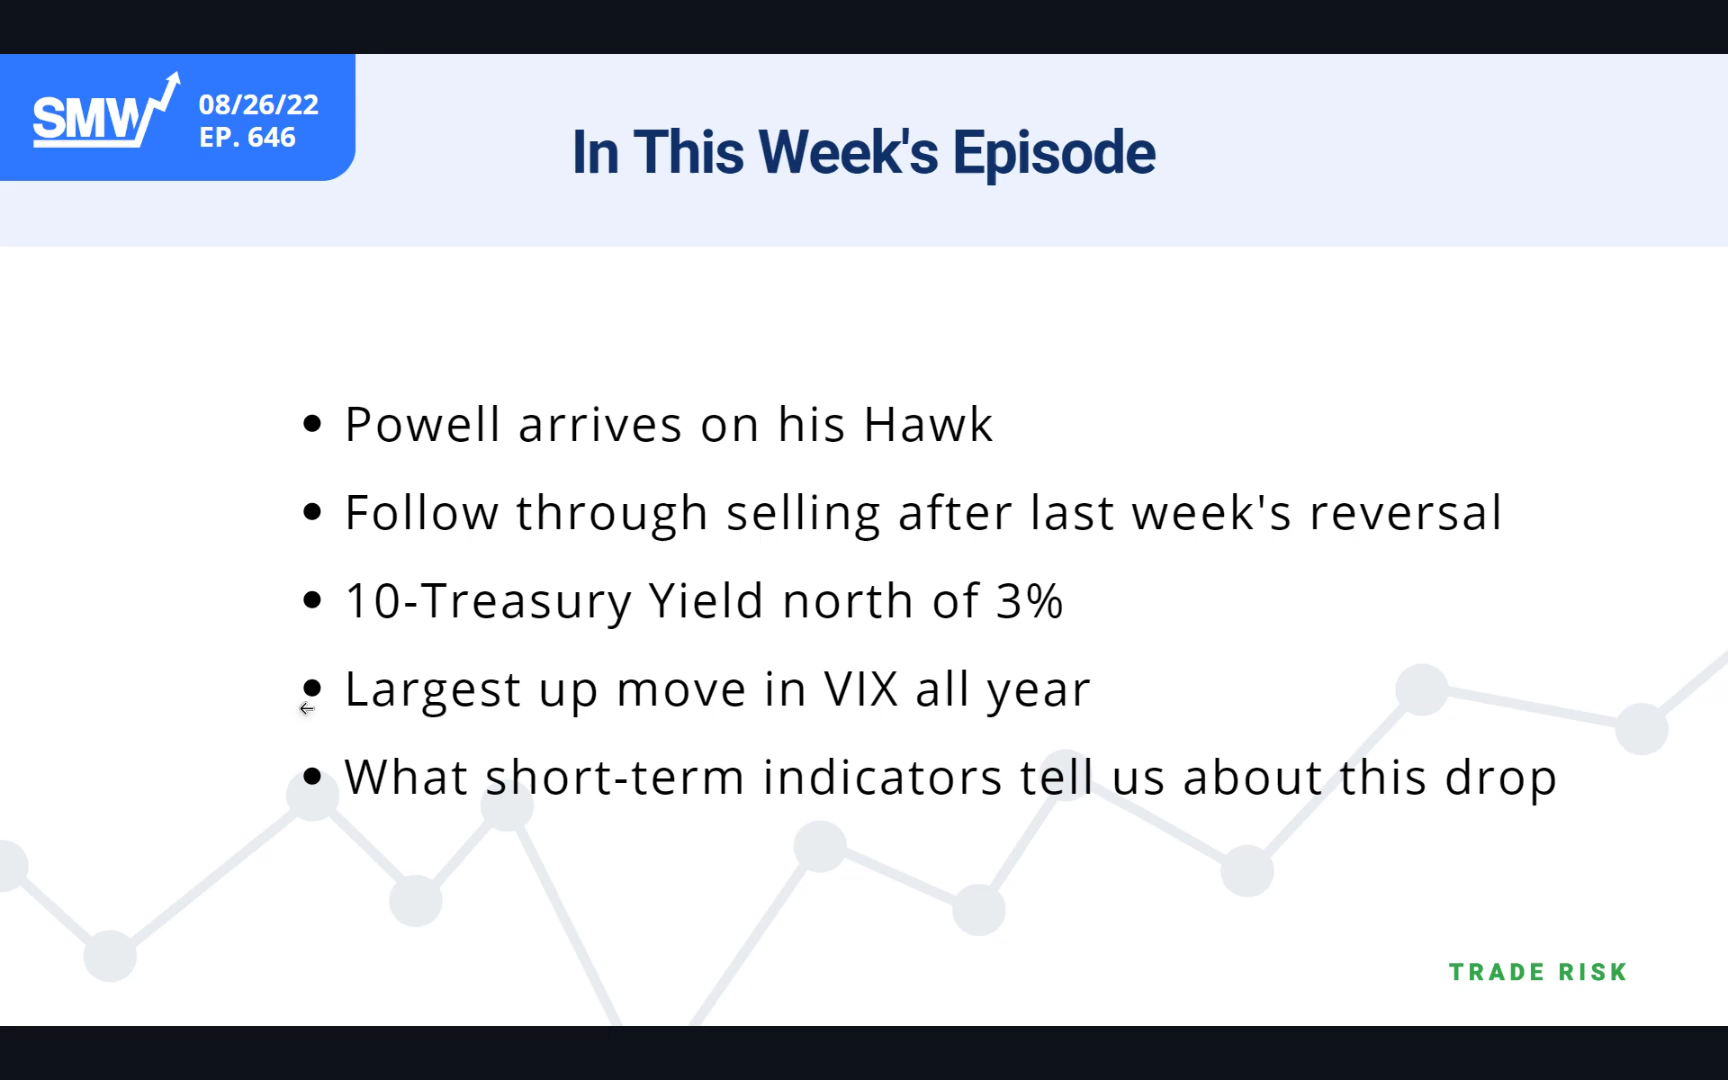 SMW
08/26/22
EP. 646
In This Week's Episode
• Powell arrives on his Hawk
• Follow through selling after last week's reversal
• 10-Treasury Yield north of 3%
• Largest up move in VIX all year
• What short-term indicators tell us about this drop
TRADE RISK